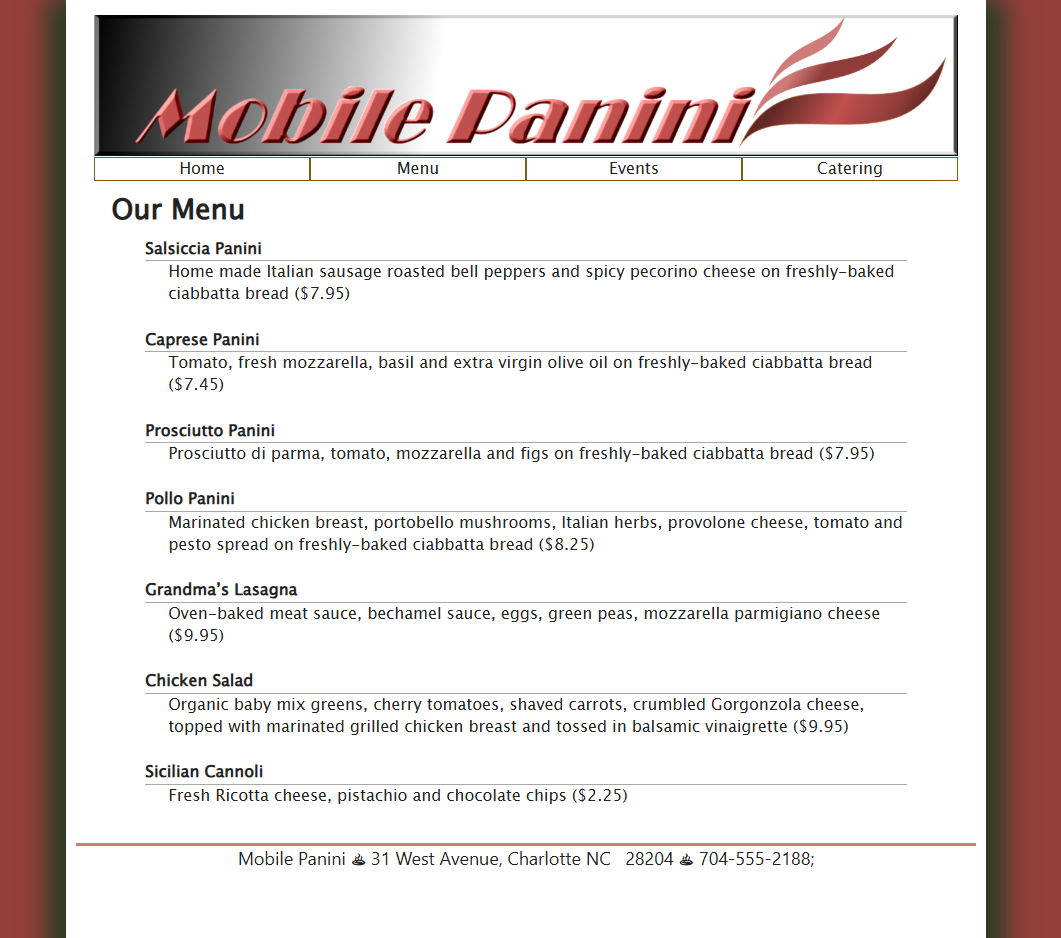 Mobile Panini
Home Menu Events Catering
Our Menu
Salsiccia Panini
Home made Italian sausage roasted bell peppers and spicy pecorino cheese on freshly-baked
ciabbatta bread ($7.95)
Caprese Panini
Tomato, fresh mozzarella, basil and extra virgin olive oil on freshly-baked ciabbatta bread
($7.45)
Prosciutto Panini
Prosciutto di parma, tomato, mozzarella and figs on freshly-baked ciabbatta bread ($7.95)
Pollo Panini
Marinated chicken breast, portobello mushrooms, Italian herbs, provolone cheese, tomato and
pesto spread on freshly-baked ciabbatta bread ($8.25)
Grandma’s Lasagna
Oven-baked meat sauce, bechamel sauce, eggs, green peas, mozzarella parmigiano cheese
($9.95)
Chicken Salad
Organic baby mix greens, cherry tomatoes, shaved carrots, crumbled Gorgonzola cheese,
topped with marinated grilled chicken breast and tossed in balsamic vinaigrette ($9.95)
Sicilian Cannoli
Fresh Ricotta cheese, pistachio and chocolate chips ($2.25)
Mobile Panini ♨ 31 West Avenue, Charlotte NC 28204 ♨ 704-555-2188;